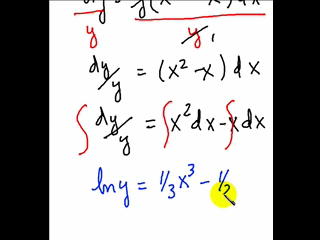 y y
dy/y = (x² - x) dx
∫ dy/y = ∫ x² dx - ∫ x dx
ln y = 1/3 x³ - 1/2